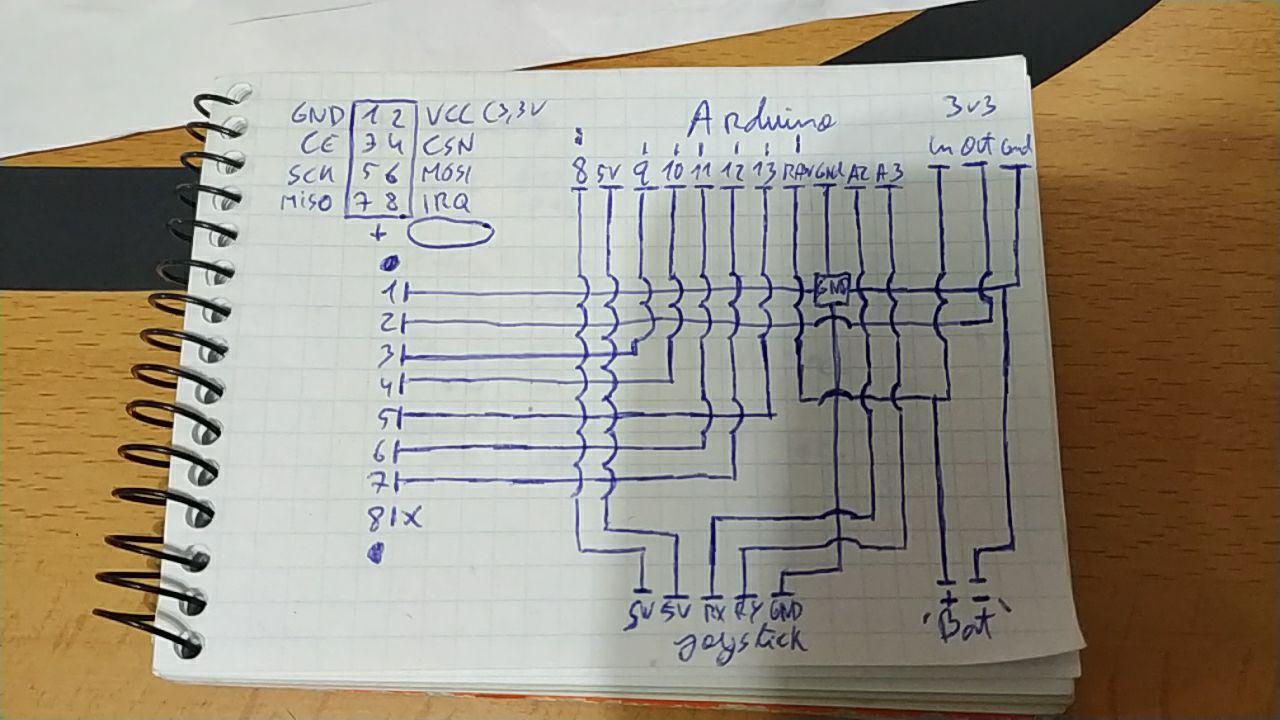 GND 1 2 VCC (3,3V
CE 3 4 CSN
SCK 5 6 MOSI
MISO 7 8 IRQ
+
Arduino
8 5V 9 10 11 12 13 RAW GND A2 A3
3v3
in Out Gnd
1
GND
2
3
4
5
6
7
8 X
SW 5V RX RY GND
Joystick
+ -
"Bat"